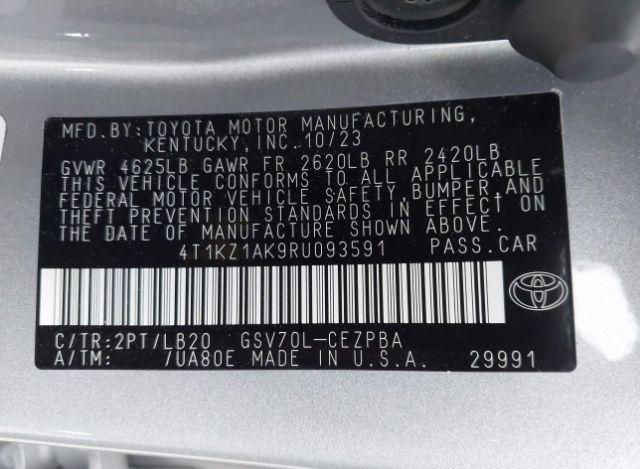 MFD.BY:TOYOTA MOTOR MANUFACTURING,
KENTUCKY,INC.10/23
GVWR 4625LB GAWR FR 2620LB RR 2420LB
THIS VEHICLE CONFORMS TO ALL APPLICABLE
FEDERAL MOTOR VEHICLE SAFETY,BUMPER,AND
THEFT PREVENTION STANDARDS IN EFFECT ON
THE DATE OF MANUFACTURE SHOWN ABOVE.
4T1KZ1AK9RU093591 PASS.CAR
C/TR:2PT/LB20 GSV70L-CEZPBA
A/TM: /UA80E MADE IN U.S.A. 29991